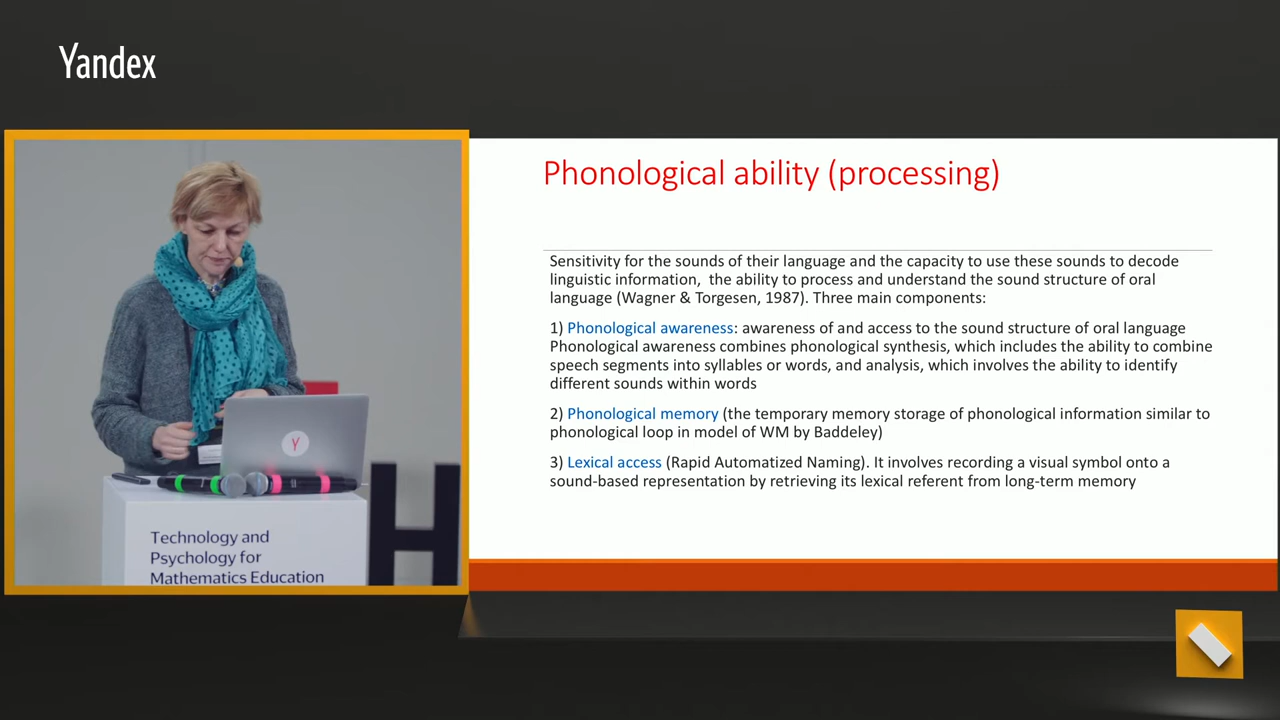 Yandex
Phonological ability (processing)
Sensitivity for the sounds of their language and the capacity to use these sounds to decode
linguistic information,  the ability to process and understand the sound structure of oral
language (Wagner & Torgesen, 1987). Three main components:
1) Phonological awareness: awareness of and access to the sound structure of oral language
Phonological awareness combines phonological synthesis, which includes the ability to combine
speech segments into syllables or words, and analysis, which involves the ability to identify
different sounds within words
2) Phonological memory (the temporary memory storage of phonological information similar to
phonological loop in model of WM by Baddeley)
3) Lexical access (Rapid Automatized Naming). It involves recording a visual symbol onto a
sound-based representation by retrieving its lexical referent from long-term memory
Y
Technology and
Psychology for
Mathematics Education
H